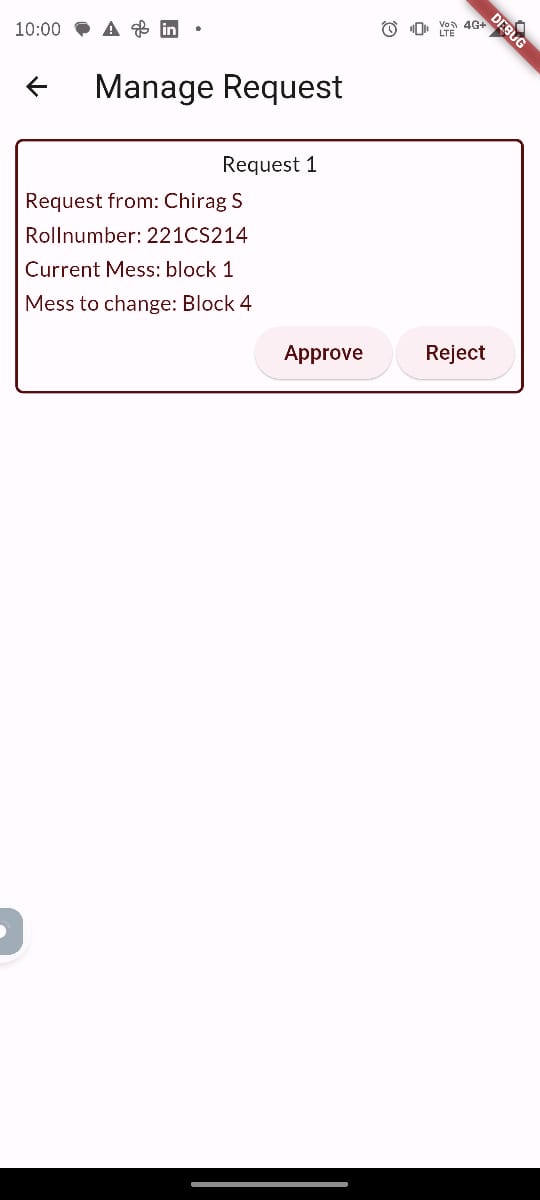 10:00
in
Vo))
LTE
4G+
DEBUG
Manage Request
Request 1
Request from: Chirag S
Rollnumber: 221CS214
Current Mess: block 1
Mess to change: Block 4
Approve Reject